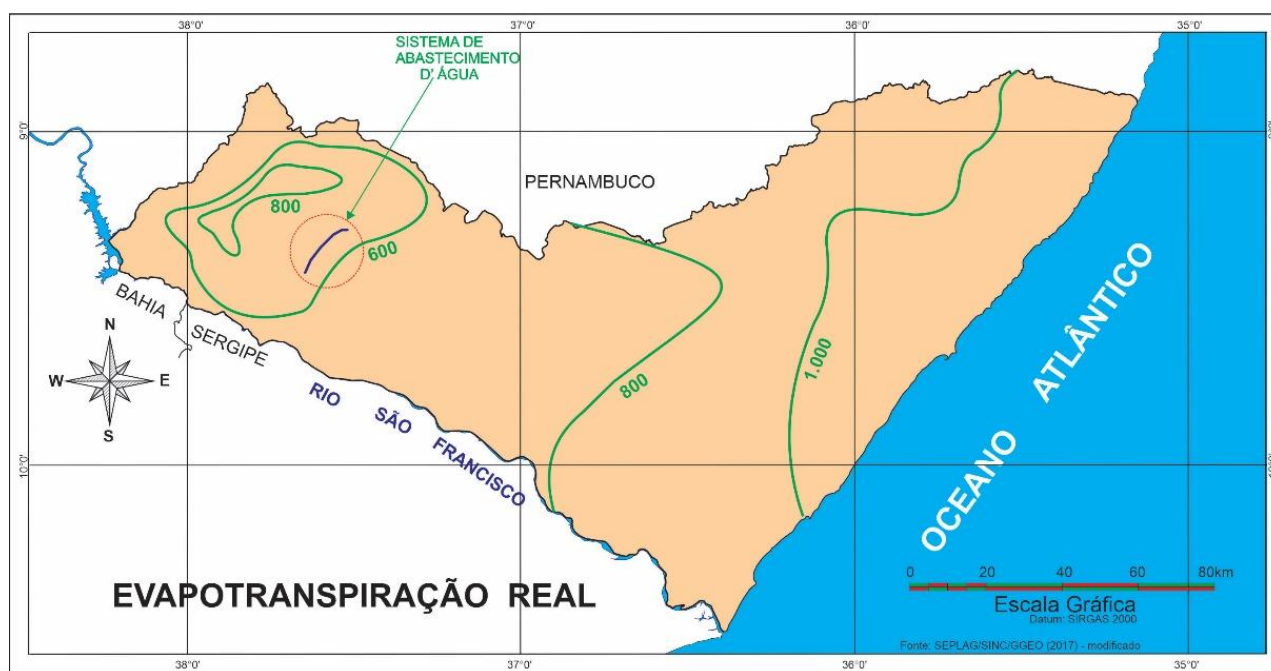 38°0'
37°0'
36°0'
35°0'
SISTEMA DE
ABASTECIMENTO
D' ÁGUA
9°0'
PERNAMBUCO
800
600
BAHIA
SERGIPE
N
W E
S
RIO SÃO FRANCISCO
800
1.000
OCEANO ATLÂNTICO
10°0'
EVAPOTRANSPIRAÇÃO REAL
0 20 40 60 80km
Escala Gráfica
Datum: SIRGAS 2000
Fonte: SEPLAG/SINC/GGEO (2017) - modificado
38°0'
37°0'
36°0'
35°0'